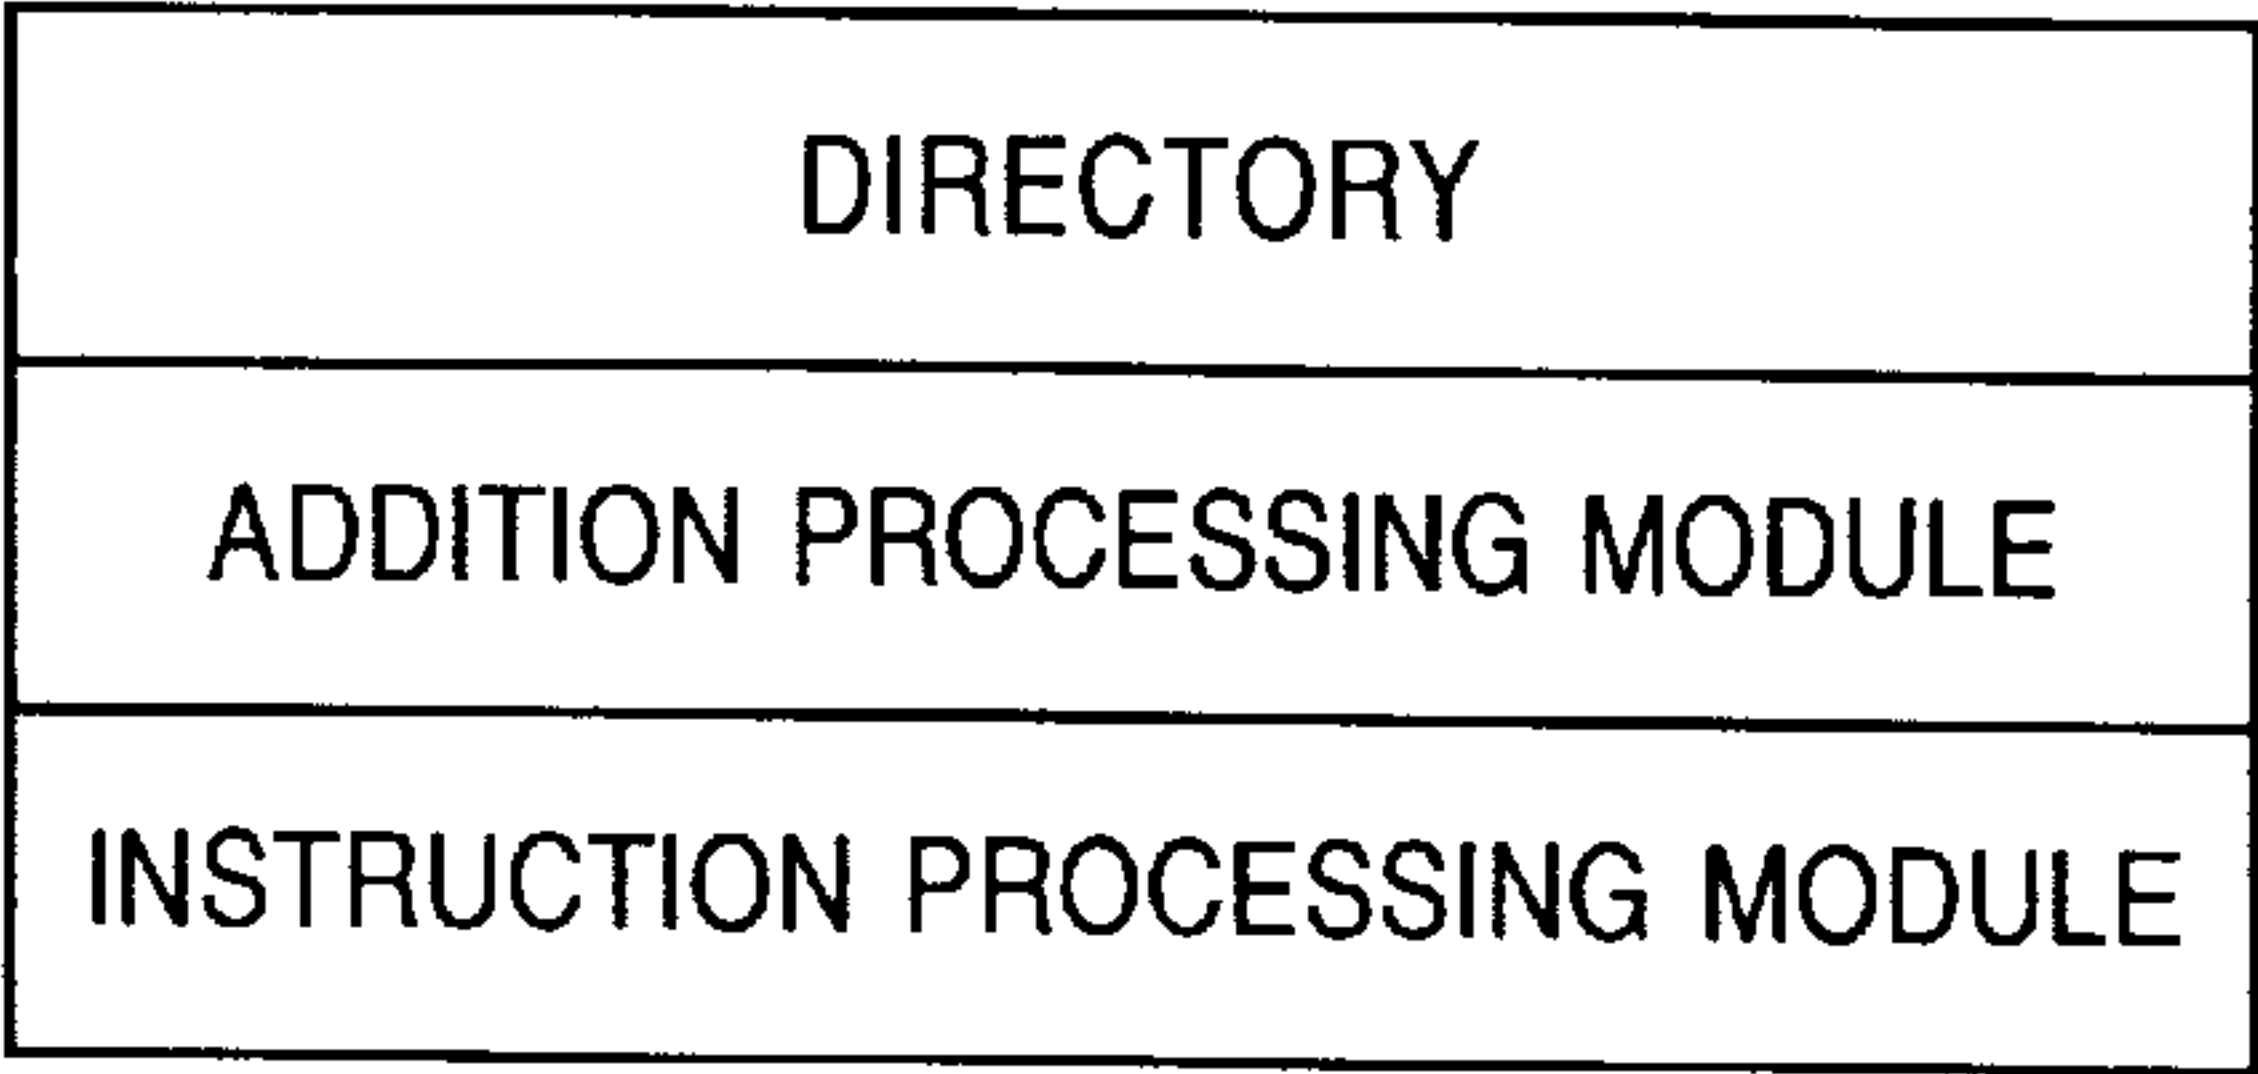 DIRECTORY
ADDITION PROCESSING MODULE
INSTRUCTION PROCESSING MODULE